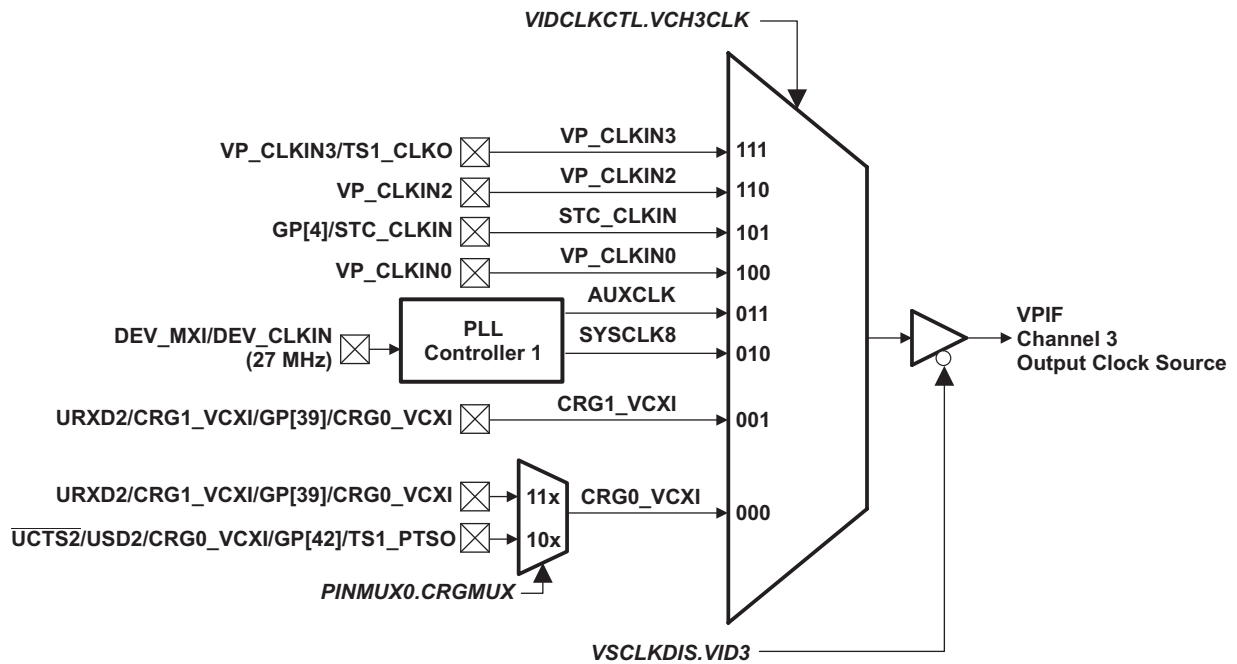 VIDCLKCTL.VCH3CLK
VP_CLKIN3/TS1_CLKO
VP_CLKIN3
111
VP_CLKIN2
VP_CLKIN2
110
GP[4]/STC_CLKIN
STC_CLKIN
101
VP_CLKIN0
VP_CLKIN0
100
DEV_MXI/DEV_CLKIN
(27 MHz)
PLL
Controller 1
AUXCLK
011
SYSCLK8
010
VPIF
Channel 3
Output Clock Source
URXD2/CRG1_VCXI/GP[39]/CRG0_VCXI
CRG1_VCXI
001
URXD2/CRG1_VCXI/GP[39]/CRG0_VCXI
11x
CRG0_VCXI
000
UCTS2/USD2/CRG0_VCXI/GP[42]/TS1_PTSO
10x
PINMUX0.CRGMUX
VSCLKDIS.VID3